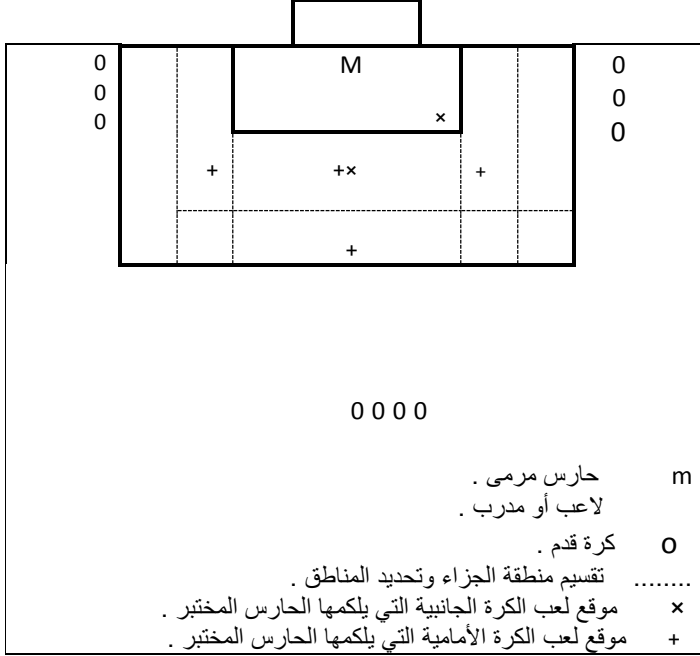 M
0 0
0 0
0 0
×
+ +× +
+
0 0 0 0
m حارس مرمى .
لاعب أو مدرب .
o كرة قدم .
........ تقسيم منطقة الجزاء وتحديد المناطق .
× موقع لعب الكرة الجانبية التي يلكمها الحارس المختبر .
+ موقع لعب الكرة الأمامية التي يلكمها الحارس المختبر .